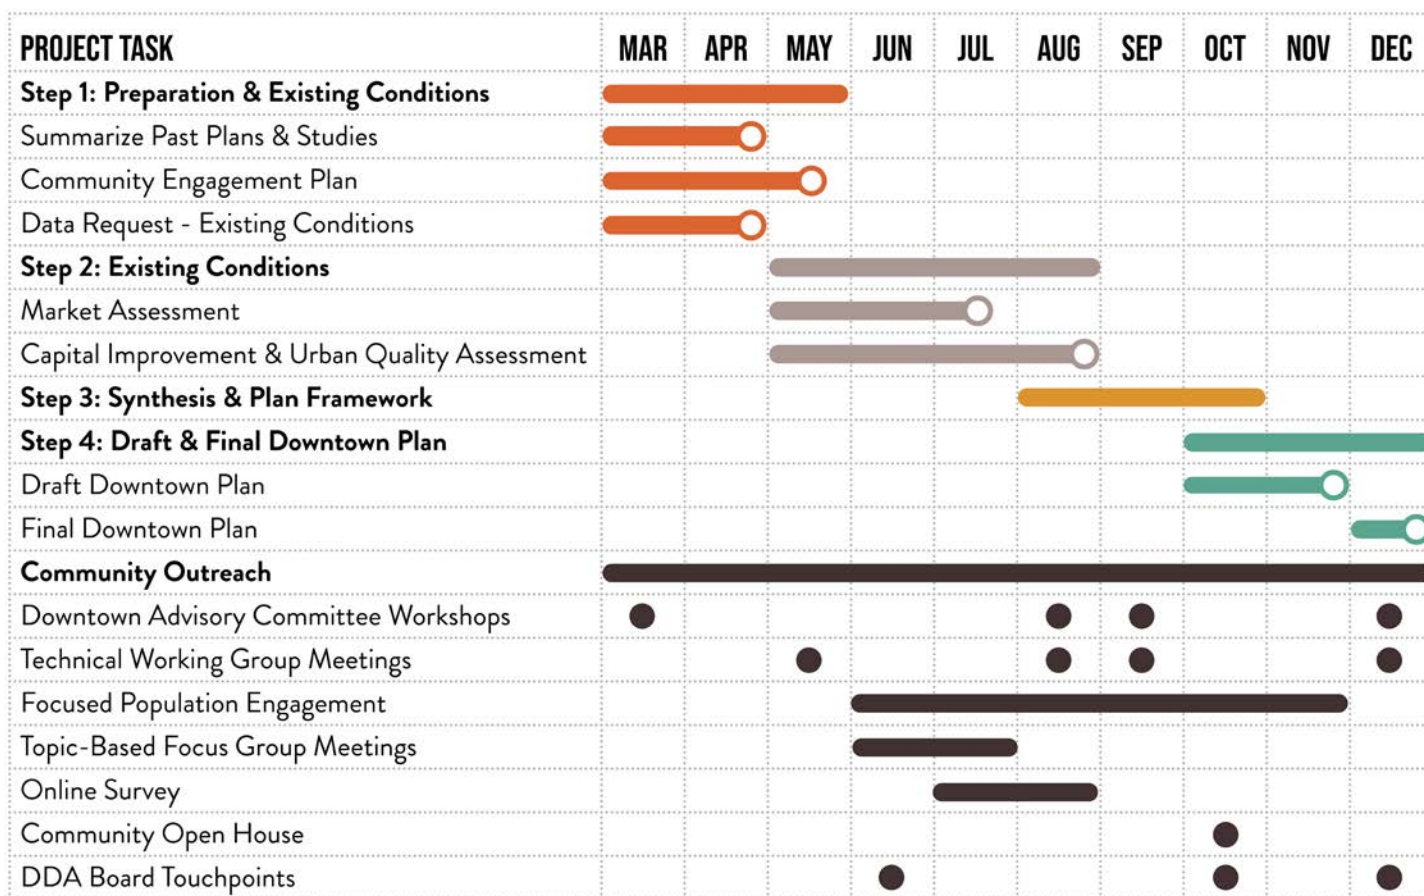 PROJECT TASK MAR APR MAY JUN JUL AUG SEP OCT NOV DEC
Step 1: Preparation & Existing Conditions
Summarize Past Plans & Studies
Community Engagement Plan
Data Request - Existing Conditions
Step 2: Existing Conditions
Market Assessment
Capital Improvement & Urban Quality Assessment
Step 3: Synthesis & Plan Framework
Step 4: Draft & Final Downtown Plan
Draft Downtown Plan
Final Downtown Plan
Community Outreach
Downtown Advisory Committee Workshops
Technical Working Group Meetings
Focused Population Engagement
Topic-Based Focus Group Meetings
Online Survey
Community Open House
DDA Board Touchpoints